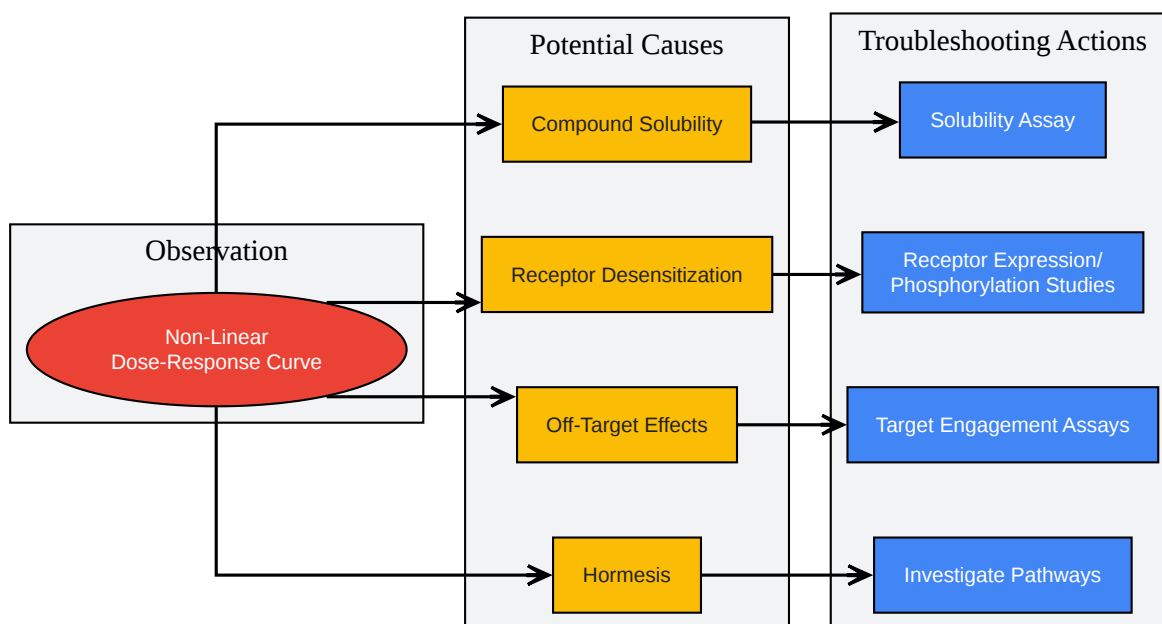 Observation
Non-Linear
Dose-Response Curve
Potential Causes
Compound Solubility
Receptor Desensitization
Off-Target Effects
Hormesis
Troubleshooting Actions
Solubility Assay
Receptor Expression/
Phosphorylation Studies
Target Engagement Assays
Investigate Pathways